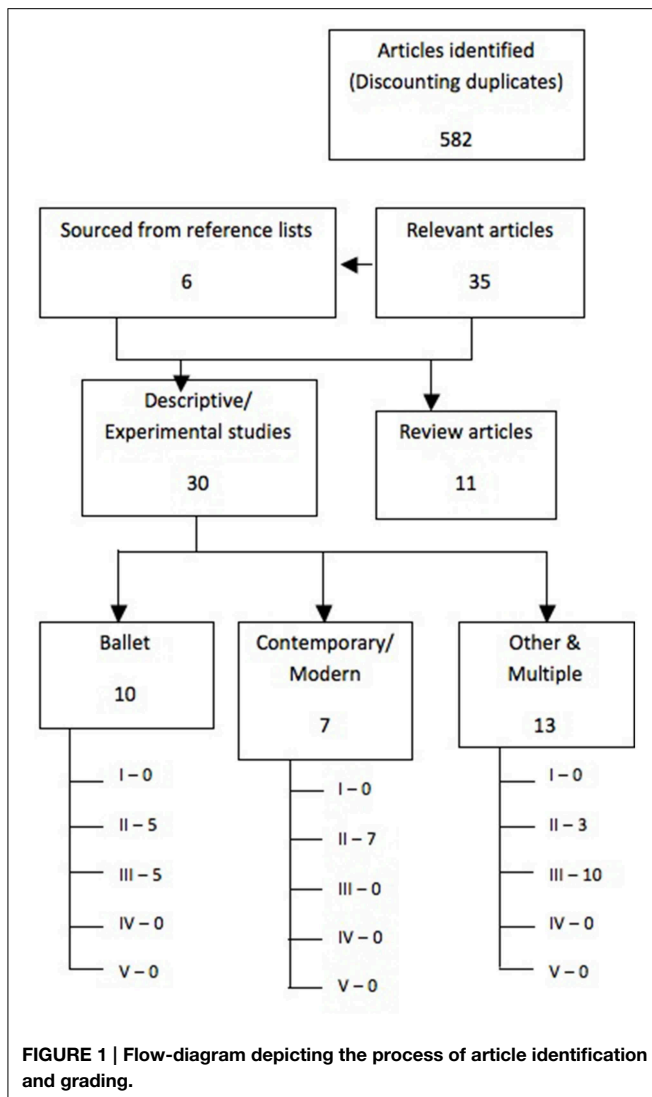 Articles identified
(Discounting duplicates)
582
Sourced from reference lists
6
Relevant articles
35
Descriptive/
Experimental studies
30
Review articles
11
Ballet
10
Contemporary/
Modern
7
Other &
Multiple
13
I – 0
II – 5
III – 5
IV – 0
V – 0
I – 0
II – 7
III – 0
IV – 0
V – 0
I – 0
II – 3
III – 10
IV – 0
V – 0
FIGURE 1 | Flow-diagram depicting the process of article identification
and grading.